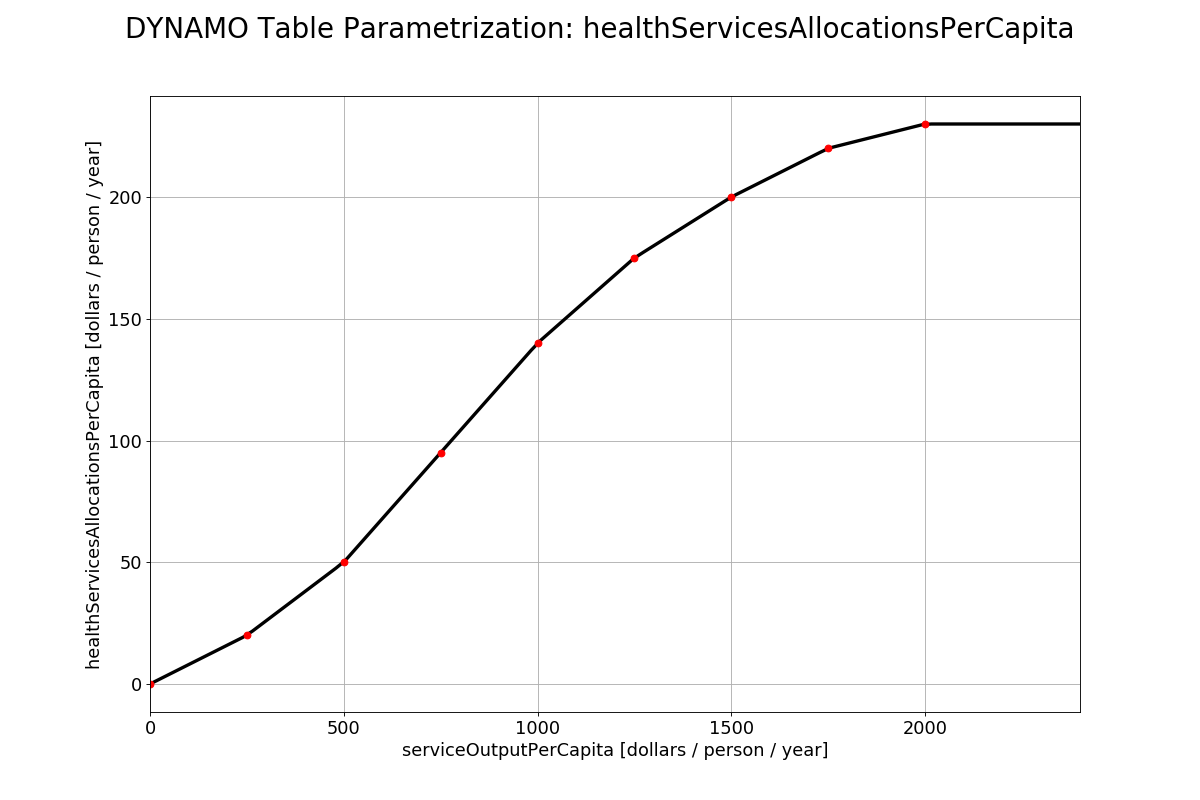 DYNAMO Table Parametrization: healthServicesAllocationsPerCapita
healthServicesAllocationsPerCapita [dollars / person / year]
200
150
100
50
0
0 500 1000 1500 2000
serviceOutputPerCapita [dollars / person / year]